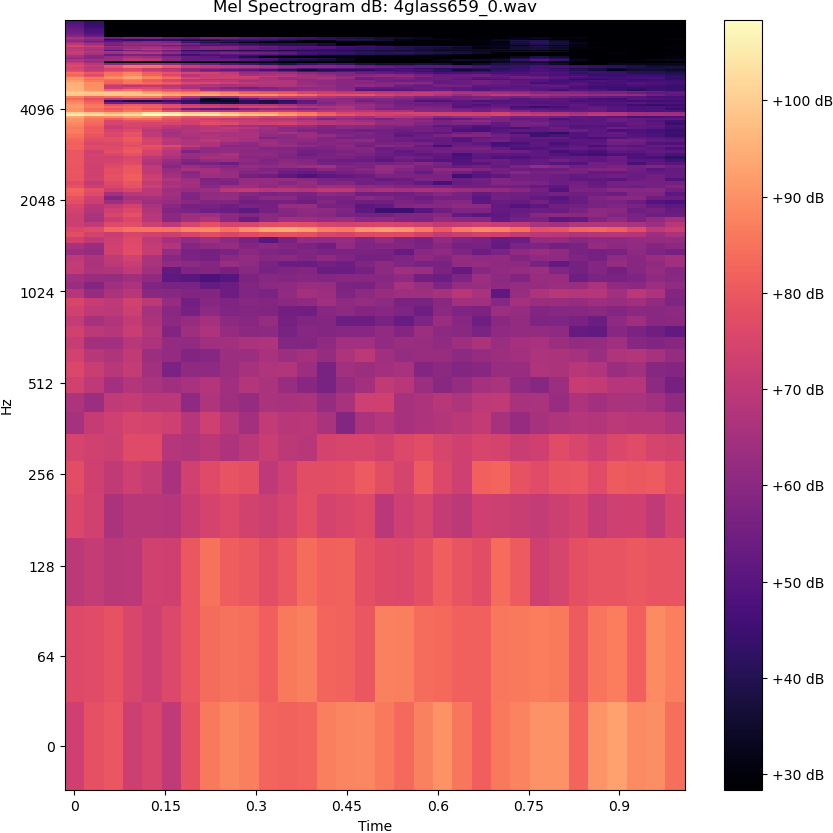 Mel Spectrogram dB: 4glass659_0.wav
4096
2048
1024
512
256
128
64
0
Hz
0
0.15
0.3
0.45
0.6
0.75
0.9
Time
+100 dB
+90 dB
+80 dB
+70 dB
+60 dB
+50 dB
+40 dB
+30 dB